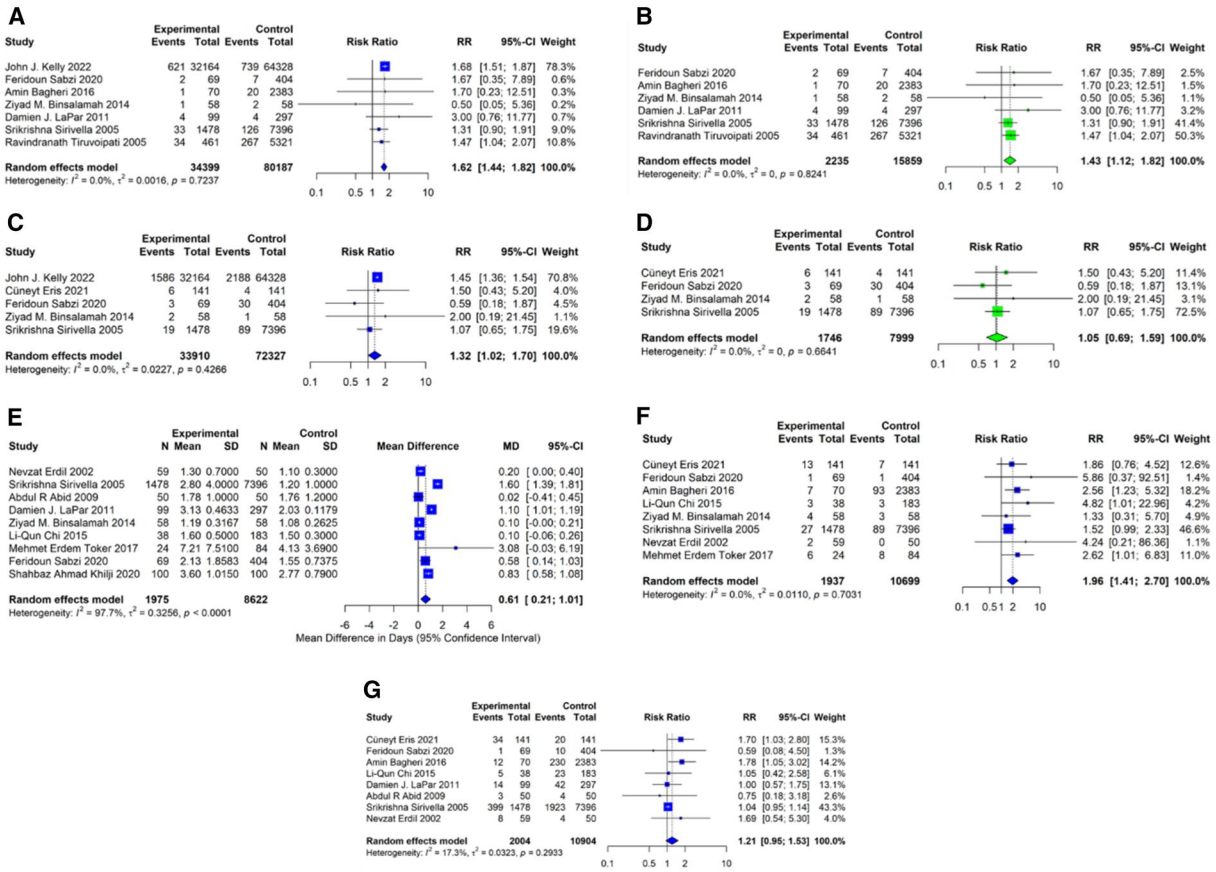 A
Experimental Control
Study Events Total Events Total Risk Ratio RR 95%-CI Weight
John J. Kelly 2022 621 32164 739 64328 1.68 [1.51; 1.87] 78.3%
Feridoun Sabzi 2020 2 69 7 404 1.67 [0.35; 7.89] 0.6%
Amin Bagheri 2016 1 70 20 2383 1.70 [0.23; 12.51] 0.3%
Ziyad M. Binsalamah 2014 1 58 2 58 0.50 [0.05; 5.36] 0.2%
Damien J. LaPar 2011 4 99 4 297 3.00 [0.76; 11.77] 0.7%
Srikrishna Sirivella 2005 33 1478 126 7396 1.31 [0.90; 1.91] 9.0%
Ravindranath Tiruvoipati 2005 34 461 267 5321 1.47 [1.04; 2.07] 10.8%
Random effects model 34399 80187 1.62 [1.44; 1.82] 100.0%
Heterogeneity: I² = 0.0%, τ² = 0.0016, p = 0.7237
0.1 0.5 1 2 10
B
Experimental Control
Study Events Total Events Total Risk Ratio RR 95%-CI Weight
Feridoun Sabzi 2020 2 69 7 404 1.67 [0.35; 7.89] 2.5%
Amin Bagheri 2016 1 70 20 2383 1.70 [0.23; 12.51] 1.5%
Ziyad M. Binsalamah 2014 1 58 2 58 0.50 [0.05; 5.36] 1.1%
Damien J. LaPar 2011 4 99 4 297 3.00 [0.76; 11.77] 3.2%
Srikrishna Sirivella 2005 33 1478 126 7396 1.31 [0.90; 1.91] 41.4%
Ravindranath Tiruvoipati 2005 34 461 267 5321 1.47 [1.04; 2.07] 50.3%
Random effects model 2235 15859 1.43 [1.12; 1.82] 100.0%
Heterogeneity: I² = 0.0%, τ² = 0, p = 0.8241
0.1 0.5 1 2 10
C
Experimental Control
Study Events Total Events Total Risk Ratio RR 95%-CI Weight
John J. Kelly 2022 1586 32164 2188 64328 1.45 [1.36; 1.54] 70.8%
Cüneyt Eris 2021 6 141 4 141 1.50 [0.43; 5.20] 4.0%
Feridoun Sabzi 2020 3 69 30 404 0.59 [0.18; 1.87] 4.5%
Ziyad M. Binsalamah 2014 2 58 1 58 2.00 [0.19; 21.45] 1.1%
Srikrishna Sirivella 2005 19 1478 89 7396 1.07 [0.65; 1.75] 19.6%
Random effects model 33910 72327 1.32 [1.02; 1.70] 100.0%
Heterogeneity: I² = 0.0%, τ² = 0.0227, p = 0.4266
0.1 0.5 1 2 10
D
Experimental Control
Study Events Total Events Total Risk Ratio RR 95%-CI Weight
Cüneyt Eris 2021 6 141 4 141 1.50 [0.43; 5.20] 11.4%
Feridoun Sabzi 2020 3 69 30 404 0.59 [0.18; 1.87] 13.1%
Ziyad M. Binsalamah 2014 2 58 1 58 2.00 [0.19; 21.45] 3.1%
Srikrishna Sirivella 2005 19 1478 89 7396 1.07 [0.65; 1.75] 72.5%
Random effects model 1746 7999 1.05 [0.69; 1.59] 100.0%
Heterogeneity: I² = 0.0%, τ² = 0, p = 0.6641
0.1 0.5 1 2 10
E
Experimental Control
Study N Mean SD N Mean SD Mean Difference MD 95%-CI
Nevzat Erdil 2002 59 1.30 0.7000 50 1.10 0.3000 0.20 [ 0.00; 0.40]
Srikrishna Sirivella 2005 1478 2.80 4.0000 7396 1.20 1.0000 1.60 [ 1.39; 1.81]
Abdul R Abid 2009 50 1.78 1.0000 50 1.76 1.2000 0.02 [-0.41; 0.45]
Damien J. LaPar 2011 99 3.13 0.4633 297 2.03 0.1179 1.10 [ 1.01; 1.19]
Ziyad M. Binsalamah 2014 58 1.19 0.3167 58 1.08 0.2625 0.10 [-0.00; 0.21]
Li-Qun Chi 2015 38 1.60 0.5000 183 1.50 0.3000 0.10 [-0.06; 0.26]
Mehmet Erdem Toker 2017 24 7.21 7.5100 84 4.13 3.6900 3.08 [-0.03; 6.19]
Feridoun Sabzi 2020 69 2.13 1.8583 404 1.55 0.7375 0.58 [ 0.14; 1.03]
Shahbaz Ahmad Khilji 2020 100 3.60 1.0150 100 2.77 0.7900 0.83 [ 0.58; 1.08]
Random effects model 1975 8622 0.61 [ 0.21; 1.01]
Heterogeneity: I² = 97.7%, τ² = 0.3256, p < 0.0001
-6 -4 -2 0 2 4 6
Mean Difference in Days (95% Confidence Interval)
F
Experimental Control
Study Events Total Events Total Risk Ratio RR 95%-CI Weight
Cüneyt Eris 2021 13 141 7 141 1.86 [0.76; 4.52] 12.6%
Feridoun Sabzi 2020 1 69 1 404 5.86 [0.37; 92.51] 1.3%
Amin Bagheri 2016 7 70 93 2383 2.56 [1.23; 5.32] 18.2%
Li-Qun Chi 2015 3 38 3 183 4.82 [1.01; 22.96] 4.3%
Ziyad M. Binsalamah 2014 4 58 3 58 1.33 [0.31; 5.70] 4.9%
Srikrishna Sirivella 2005 27 1478 89 7396 1.52 [0.99; 2.33] 46.6%
Nevzat Erdil 2002 2 59 0 50 4.24 [0.21; 86.36] 1.1%
Mehmet Erdem Toker 2017 6 24 8 84 2.62 [1.01; 6.83] 11.0%
Random effects model 1937 10699 1.96 [1.41; 2.70] 100.0%
Heterogeneity: I² = 0.0%, τ² = 0.0110, p = 0.7031
0.1 0.5 1 2 10
G
Experimental Control
Study Events Total Events Total Risk Ratio RR 95%-CI Weight
Cüneyt Eris 2021 34 141 20 141 1.70 [1.03; 2.80] 15.3%
Feridoun Sabzi 2020 1 69 10 404 0.59 [0.08; 4.50] 1.3%
Amin Bagheri 2016 12 70 230 2383 1.78 [1.05; 3.02] 14.2%
Li-Qun Chi 2015 5 38 23 183 1.05 [0.42; 2.58] 6.1%
Damien J. LaPar 2011 14 99 42 297 1.00 [0.57; 1.75] 13.1%
Abdul R Abid 2009 3 50 4 50 0.75 [0.18; 3.18] 2.6%
Srikrishna Sirivella 2005 399 1478 1923 7396 1.04 [0.95; 1.14] 43.3%
Nevzat Erdil 2002 8 59 4 50 1.69 [0.54; 5.30] 4.0%
Random effects model 2004 10904 1.21 [0.95; 1.53] 100.0%
Heterogeneity: I² = 17.3%, τ² = 0.0323, p = 0.2933
0.1 0.5 1 2 10